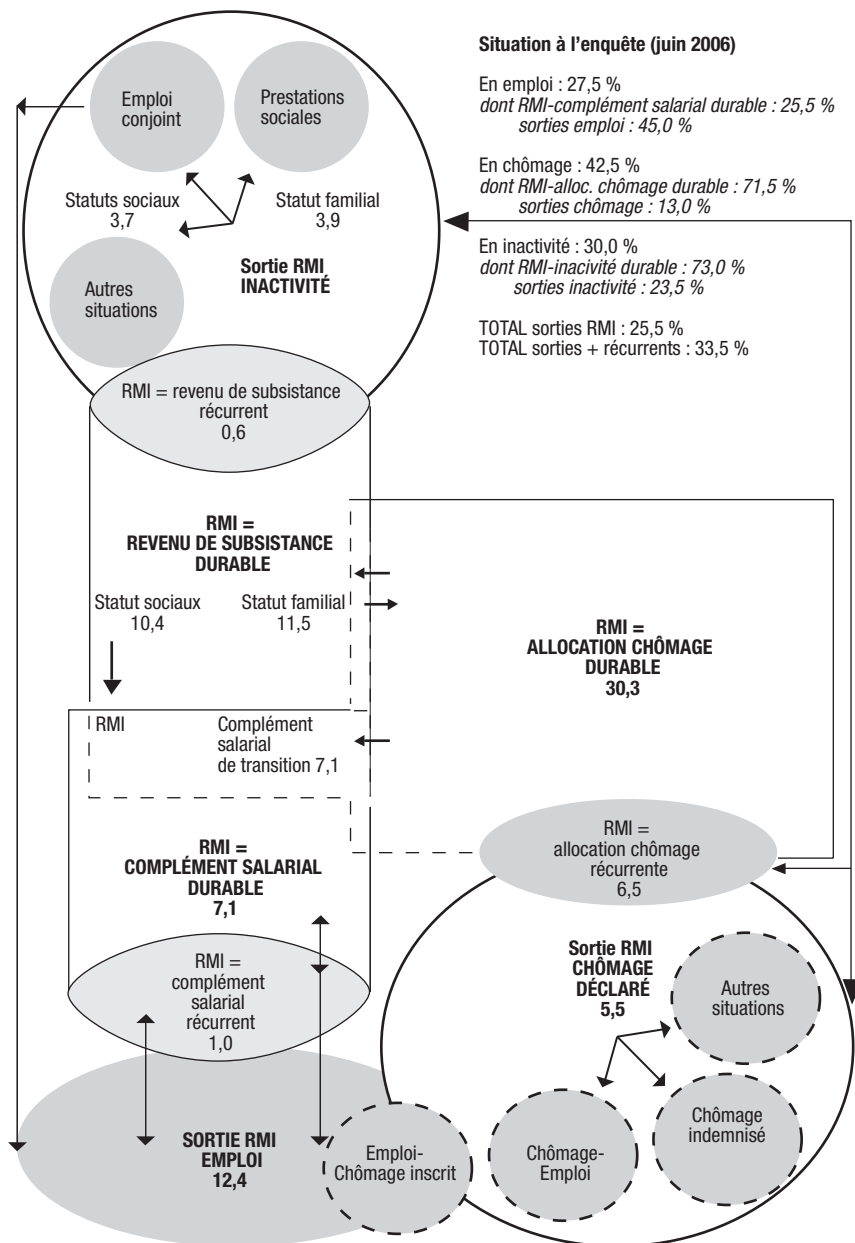 Situation à l'enquête (juin 2006)
En emploi : 27,5 %
dont RMI-complément salarial durable : 25,5 %
sorties emploi : 45,0 %
En chômage : 42,5 %
dont RMI-alloc. chômage durable : 71,5 %
sorties chômage : 13,0 %
En inactivité : 30,0 %
dont RMI-inacivité durable : 73,0 %
sorties inactivité : 23,5 %
TOTAL sorties RMI : 25,5 %
TOTAL sorties + récurrents : 33,5 %
Emploi
conjoint
Prestations
sociales
Statuts sociaux
3,7
Statut familial
3,9
Sortie RMI
INACTIVITÉ
Autres
situations
RMI = revenu de subsistance
récurrent
0,6
RMI =
REVENU DE SUBSISTANCE
DURABLE
Statut sociaux
10,4
Statut familial
11,5
RMI =
ALLOCATION CHÔMAGE
DURABLE
30,3
RMI
Complément
salarial
de transition 7,1
RMI =
COMPLÉMENT SALARIAL
DURABLE
7,1
RMI =
allocation chômage
récurrente
6,5
RMI =
complément
salarial
récurrent
1,0
Sortie RMI
CHÔMAGE
DÉCLARÉ
5,5
Autres
situations
Chômage
indemnisé
Chômage-
Emploi
Emploi-
Chômage inscrit
SORTIE RMI
EMPLOI
12,4